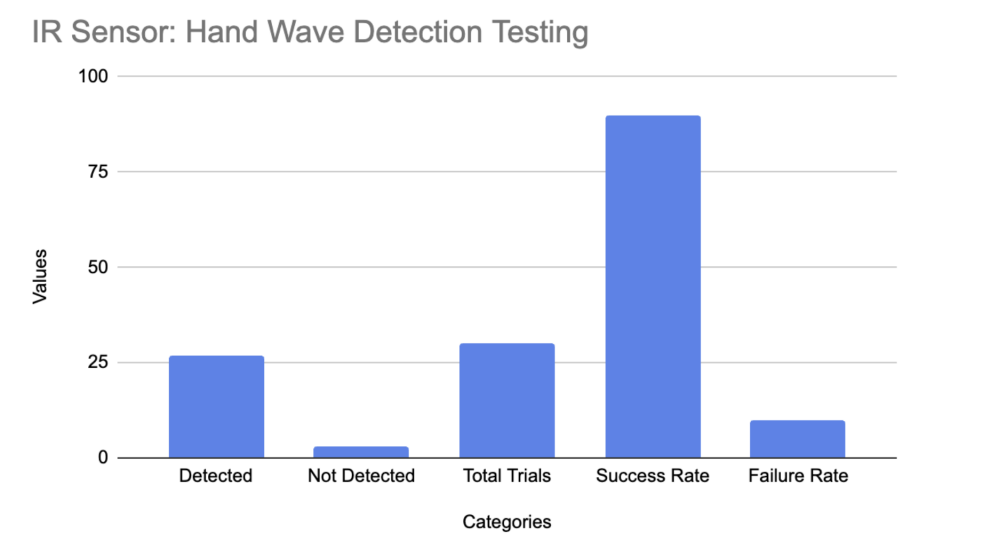 IR Sensor: Hand Wave Detection Testing
100
75
50
25
0
Values
Detected Not Detected Total Trials Success Rate Failure Rate
Categories